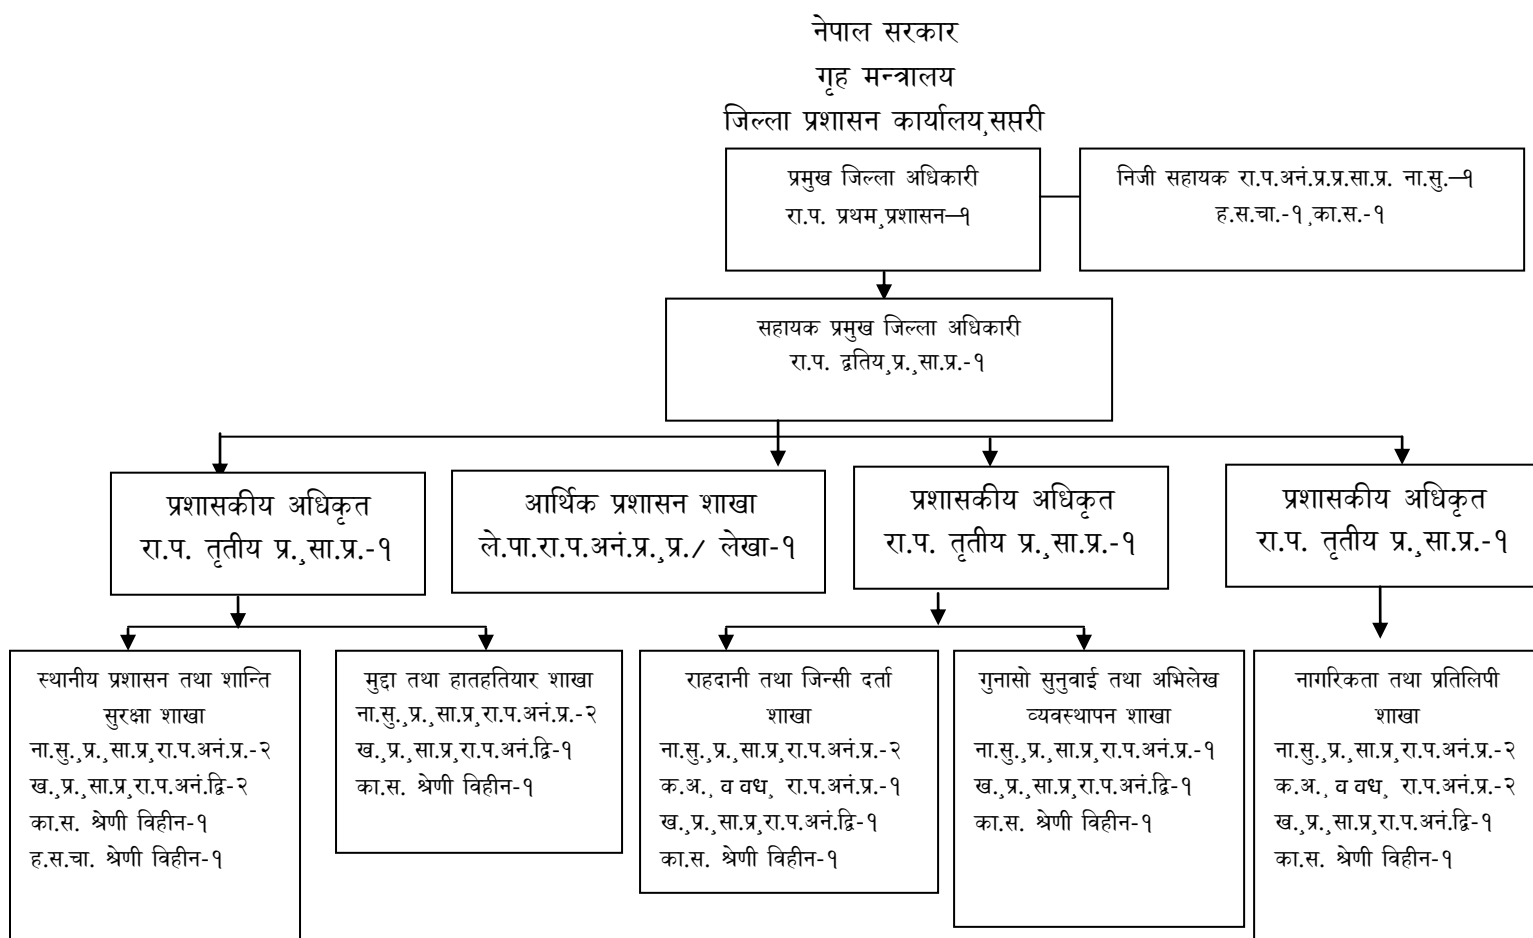 नेपाल सरकार
गृह मन्त्रालय
जिल्ला प्रशासन कार्यालय,सप्तरी
प्रमुख जिल्ला अधिकारी
रा.प. प्रथम,प्रशासन–१
निजी सहायक रा.प.अनं.प्र.प्र.सा.प्र. ना.सु.–१
ह.स.चा.-१,का.स.-१
सहायक प्रमुख जिल्ला अधिकारी
रा.प. द्वतिय,प्र.,सा.प्र.-१
प्रशासकीय अधिकृत
रा.प. तृतीय प्र.,सा.प्र.-१
आर्थिक प्रशासन शाखा
ले.पा.रा.प.अनं.प्र.,प्र./ लेखा-१
प्रशासकीय अधिकृत
रा.प. तृतीय प्र.,सा.प्र.-१
प्रशासकीय अधिकृत
रा.प. तृतीय प्र.,सा.प्र.-१
स्थानीय प्रशासन तथा शान्ति
सुरक्षा शाखा
ना.सु.,प्र.,सा.प्र,रा.प.अनं.प्र.-२
ख.,प्र.,सा.प्र,रा.प.अनं.द्वि-२
का.स. श्रेणी विहीन-१
ह.स.चा. श्रेणी विहीन-१
मुद्दा तथा हातहतियार शाखा
ना.सु.,प्र.,सा.प्र,रा.प.अनं.प्र.-२
ख.,प्र.,सा.प्र,रा.प.अनं.द्वि-१
का.स. श्रेणी विहीन-१
राहदानी तथा जिन्सी दर्ता
शाखा
ना.सु.,प्र.,सा.प्र,रा.प.अनं.प्र.-२
क.अ., व वध, रा.प.अनं.प्र.-१
ख.,प्र.,सा.प्र,रा.प.अनं.द्वि-१
का.स. श्रेणी विहीन-१
गुनासो सुनुवाई तथा अभिलेख
व्यवस्थापन शाखा
ना.सु.,प्र.,सा.प्र,रा.प.अनं.प्र.-१
ख.,प्र.,सा.प्र,रा.प.अनं.द्वि-१
का.स. श्रेणी विहीन-१
नागरिकता तथा प्रतिलिपी
शाखा
ना.सु.,प्र.,सा.प्र,रा.प.अनं.प्र.-२
क.अ., व वध, रा.प.अनं.प्र.-२
ख.,प्र.,सा.प्र,रा.प.अनं.द्वि-१
का.स. श्रेणी विहीन-१